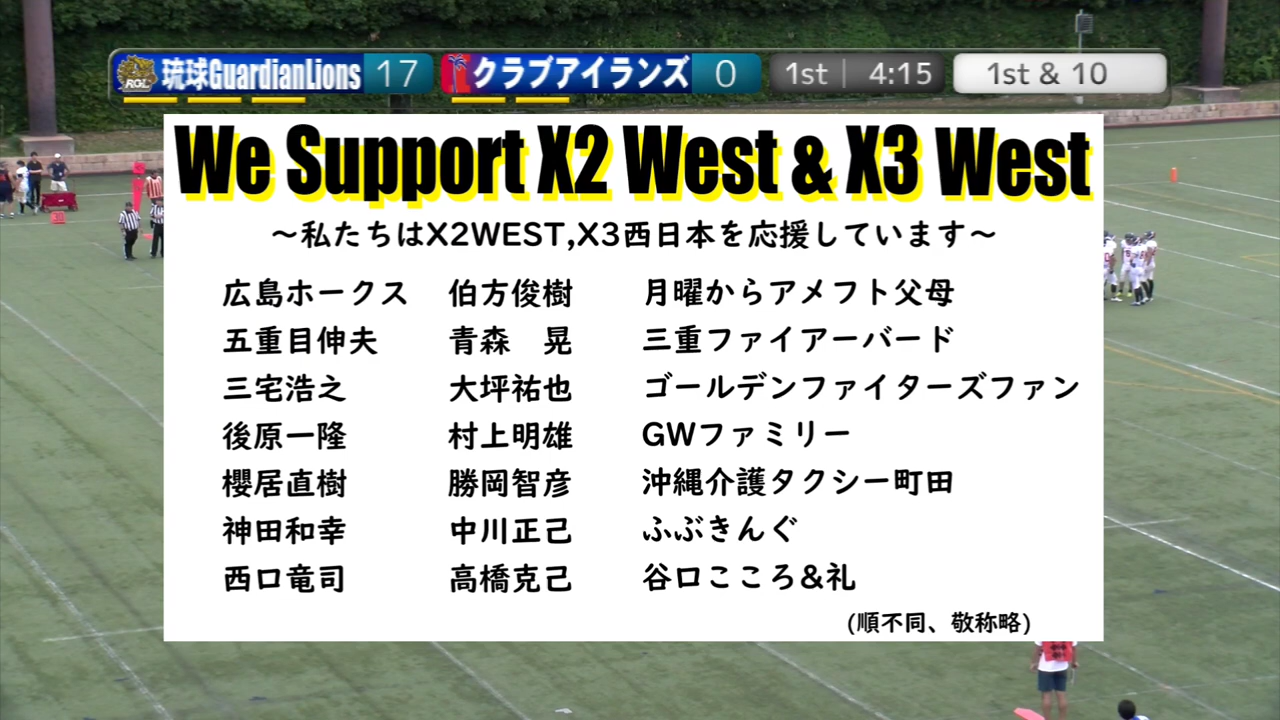 RGL 琉球GuardianLions 17 クラブアイランズ 0 1st 4:15 1st & 10
We Support X2 West & X3 West
～私たちはX2WEST,X3西日本を応援しています～
広島ホークス 伯方俊樹 月曜からアメフト父母
五重目伸夫 青森　晃 三重ファイアーバード
三宅浩之 大坪祐也 ゴールデンファイターズファン
後原一隆 村上明雄 GWファミリー
櫻居直樹 勝岡智彦 沖縄介護タクシー町田
神田和幸 中川正己 ふぶきんぐ
西口竜司 高橋克己 谷口こころ&礼
(順不同、敬称略)